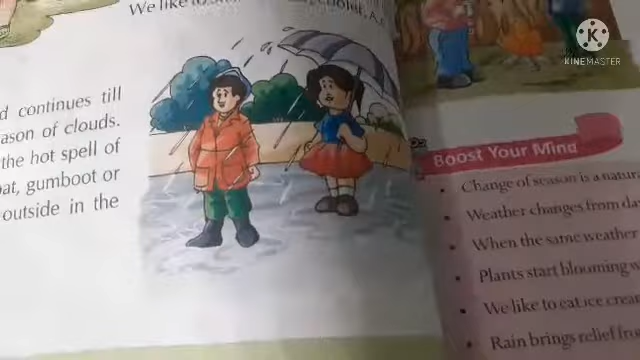 We like to
d continues till
ason of clouds.
the hot spell of
oat, gumboot or
outside in the
KINEMASTER
Boost Your Mind
• Change of season is a natura
• Weather changes from day
• When the same weather
• Plants start blooming w
• We like to eat ice crea
• Rain brings relief fro